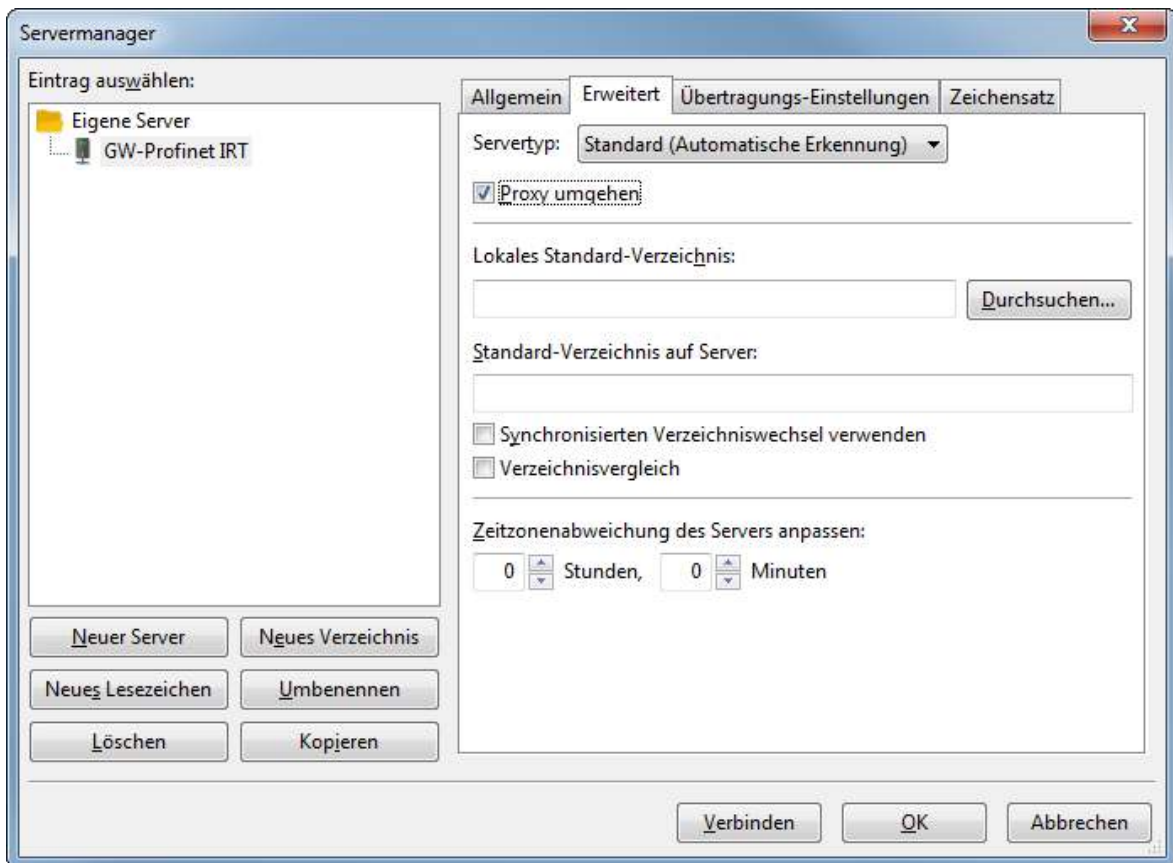 Servermanager
Eintrag auswählen:
Eigene Server
GW-Profinet IRT
Neuer Server
Neues Verzeichnis
Neues Lesezeichen
Umbenennen
Löschen
Kopieren
Allgemein
Erweitert
Übertragungs-Einstellungen
Zeichensatz
Servertyp:
Standard (Automatische Erkennung)
Proxy umgehen
Lokales Standard-Verzeichnis:
Durchsuchen...
Standard-Verzeichnis auf Server:
Synchronisierten Verzeichniswechsel verwenden
Verzeichnisvergleich
Zeitzonenabweichung des Servers anpassen:
0 Stunden, 0 Minuten
Verbinden
OK
Abbrechen